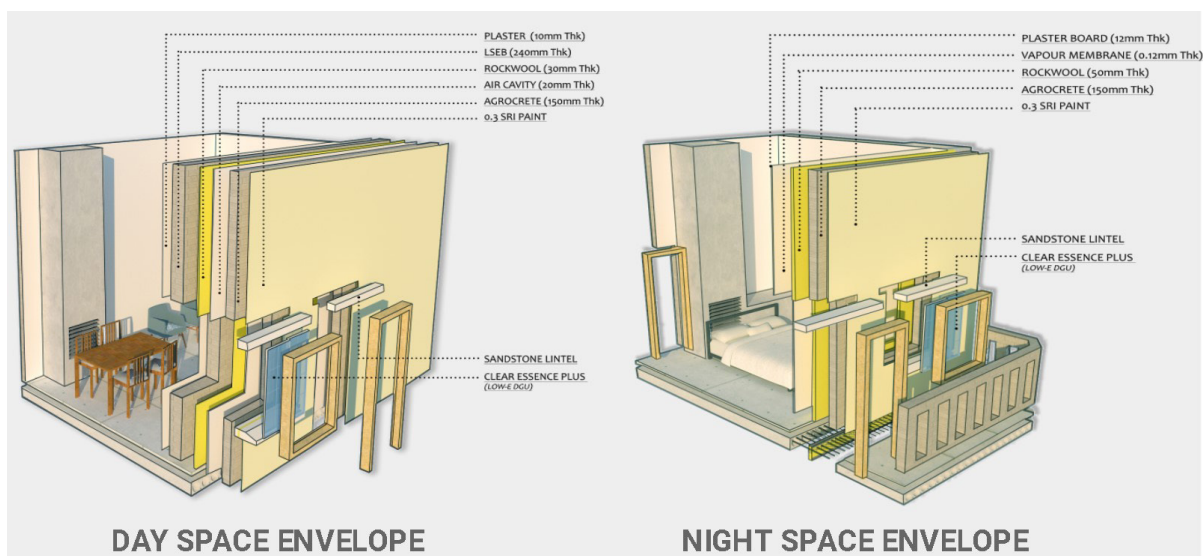 PLASTER (10mm Thk)
LSEB (240mm Thk)
ROCKWOOL (30mm Thk)
AIR CAVITY (20mm Thk)
AGROCRETE (150mm Thk)
0.3 SRI PAINT
SANDSTONE LINTEL
CLEAR ESSENCE PLUS
(LOW-E DGU)
DAY SPACE ENVELOPE
PLASTER BOARD (12mm Thk)
VAPOUR MEMBRANE (0.12mm Thk)
ROCKWOOL (50mm Thk)
AGROCRETE (150mm Thk)
0.3 SRI PAINT
SANDSTONE LINTEL
CLEAR ESSENCE PLUS
(LOW-E DGU)
NIGHT SPACE ENVELOPE